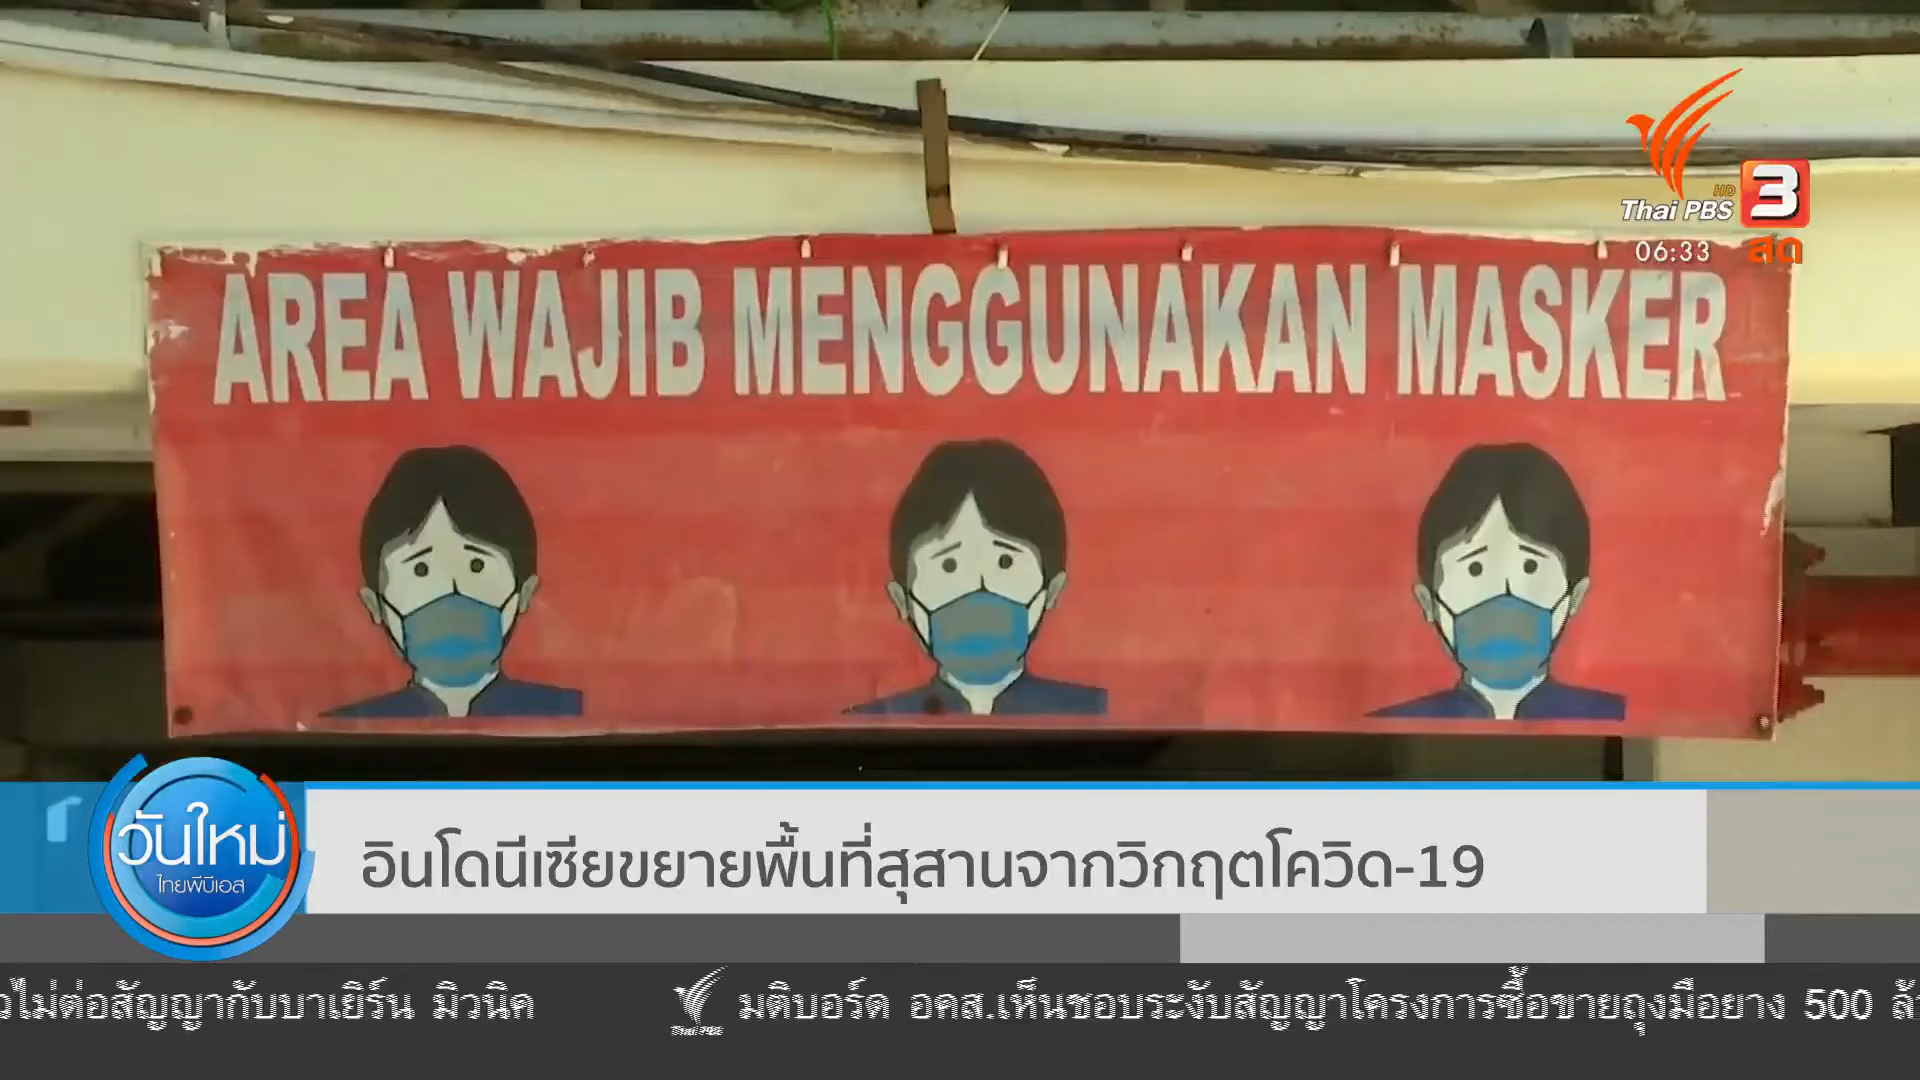 HD
Thai PBS
3
06:33
สด
AREA WAJIB MENGGUNAKAN MASKER
วันใหม่
ไทยพีบีเอส
อินโดนีเซียขยายพื้นที่สุสานจากวิกฤตโควิด-19
ไม่ต่อสัญญากับบาเยิร์น มิวนิค
Thai PBS
มติบอร์ด อคส.เห็นชอบระงับสัญญาโครงการซื้อขายถุงมือยาง 500